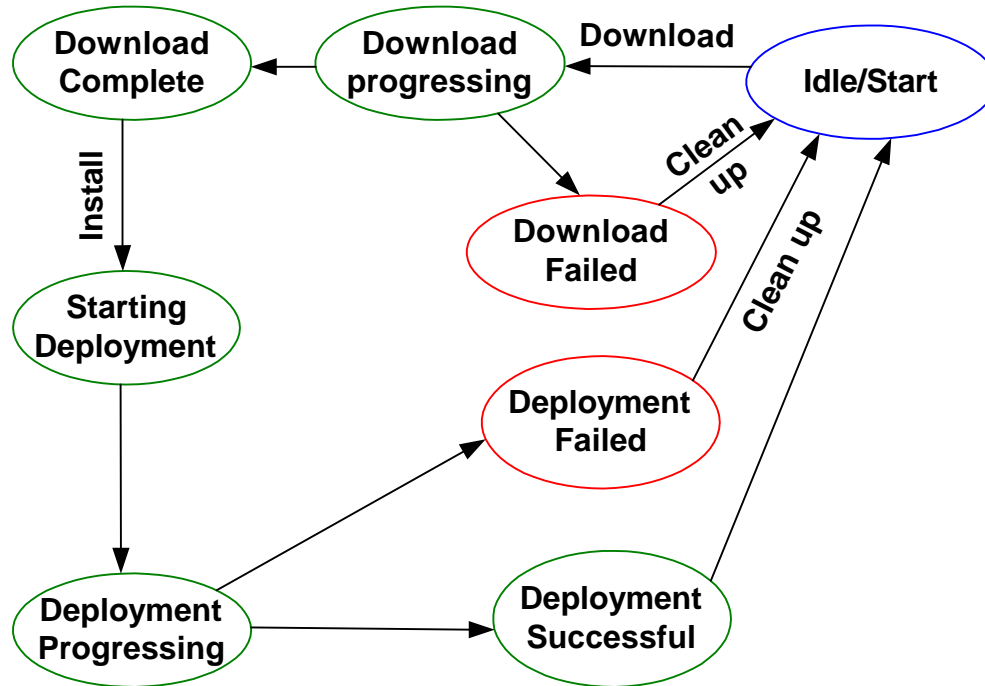 Download
Complete
Download
progressing
Download
Idle/Start
Clean
up
Install
Download
Failed
Clean up
Starting
Deployment
Deployment
Failed
Deployment
Progressing
Deployment
Successful